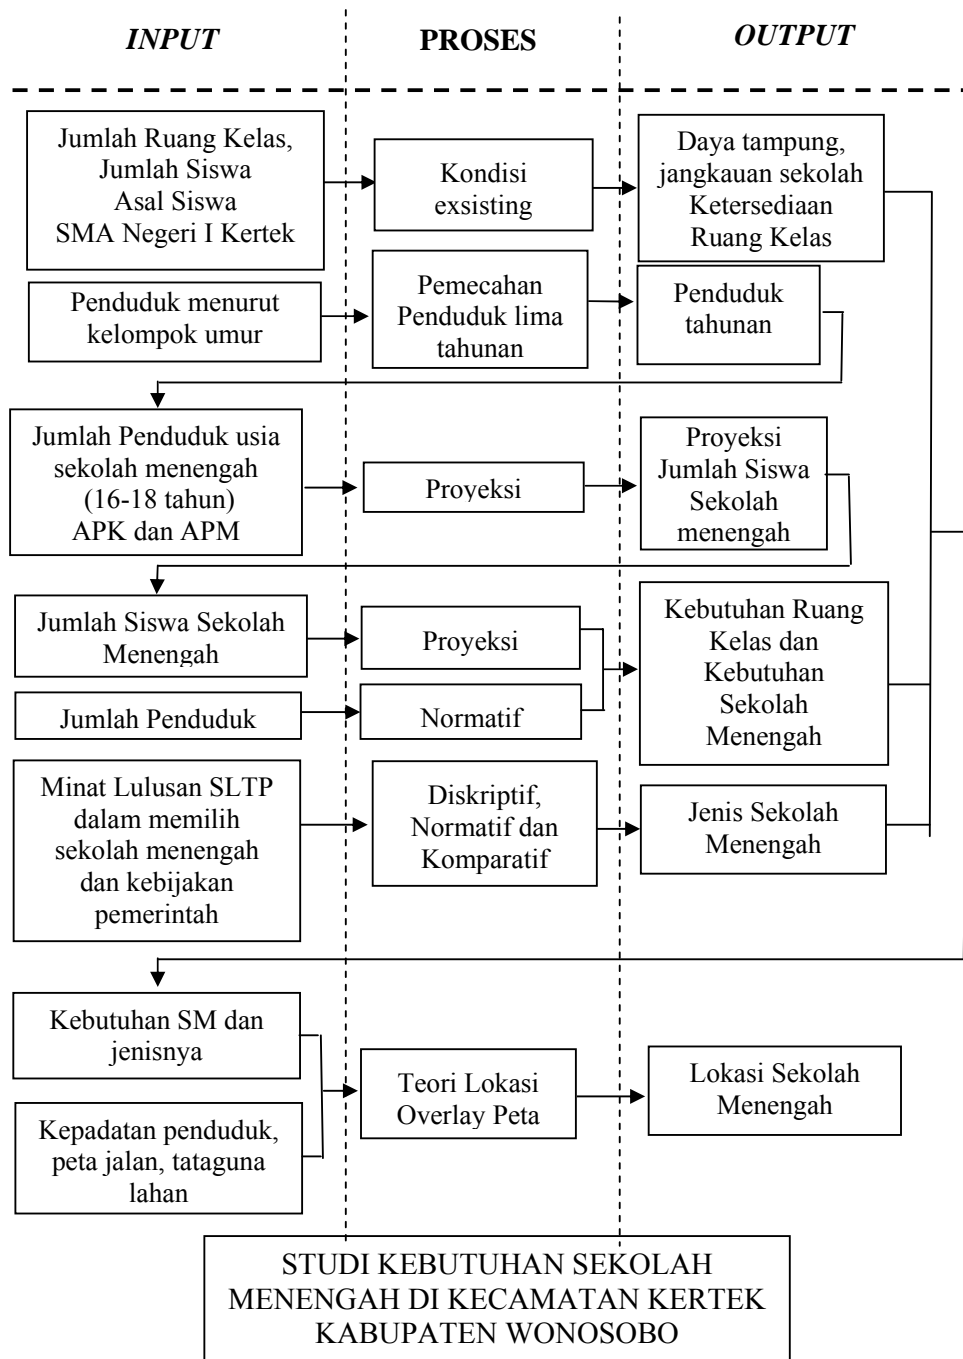 INPUT
PROSES
OUTPUT
Jumlah Ruang Kelas,
Jumlah Siswa
Asal Siswa
SMA Negeri I Kertek
Kondisi
exsisting
Daya tampung,
jangkauan sekolah
Ketersediaan
Ruang Kelas
Penduduk menurut
kelompok umur
Pemecahan
Penduduk lima
tahunan
Penduduk
tahunan
Jumlah Penduduk usia
sekolah menengah
(16-18 tahun)
APK dan APM
Proyeksi
Proyeksi
Jumlah Siswa
Sekolah
menengah
Jumlah Siswa Sekolah
Menengah
Proyeksi
Kebutuhan Ruang
Kelas dan
Kebutuhan
Sekolah
Menengah
Jumlah Penduduk
Normatif
Minat Lulusan SLTP
dalam memilih
sekolah menengah
dan kebijakan
pemerintah
Diskriptif,
Normatif dan
Komparatif
Jenis Sekolah
Menengah
Kebutuhan SM dan
jenisnya
Kepadatan penduduk,
peta jalan, tataguna
lahan
Teori Lokasi
Overlay Peta
Lokasi Sekolah
Menengah
STUDI KEBUTUHAN SEKOLAH
MENENGAH DI KECAMATAN KERTEK
KABUPATEN WONOSOBO